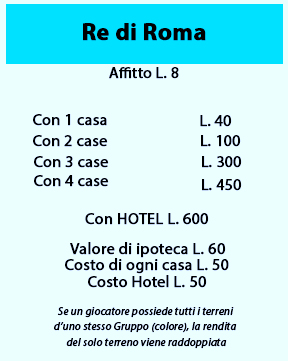 Re di Roma
Affitto L. 8
Con 1 casa L. 40
Con 2 case L. 100
Con 3 case L. 300
Con 4 case L. 450
Con HOTEL L. 600
Valore di ipoteca L. 60
Costo di ogni casa L. 50
Costo Hotel L. 50
Se un giocatore possiede tutti i terreni
d'uno stesso Gruppo (colore), la rendita
del solo terreno viene raddoppiata